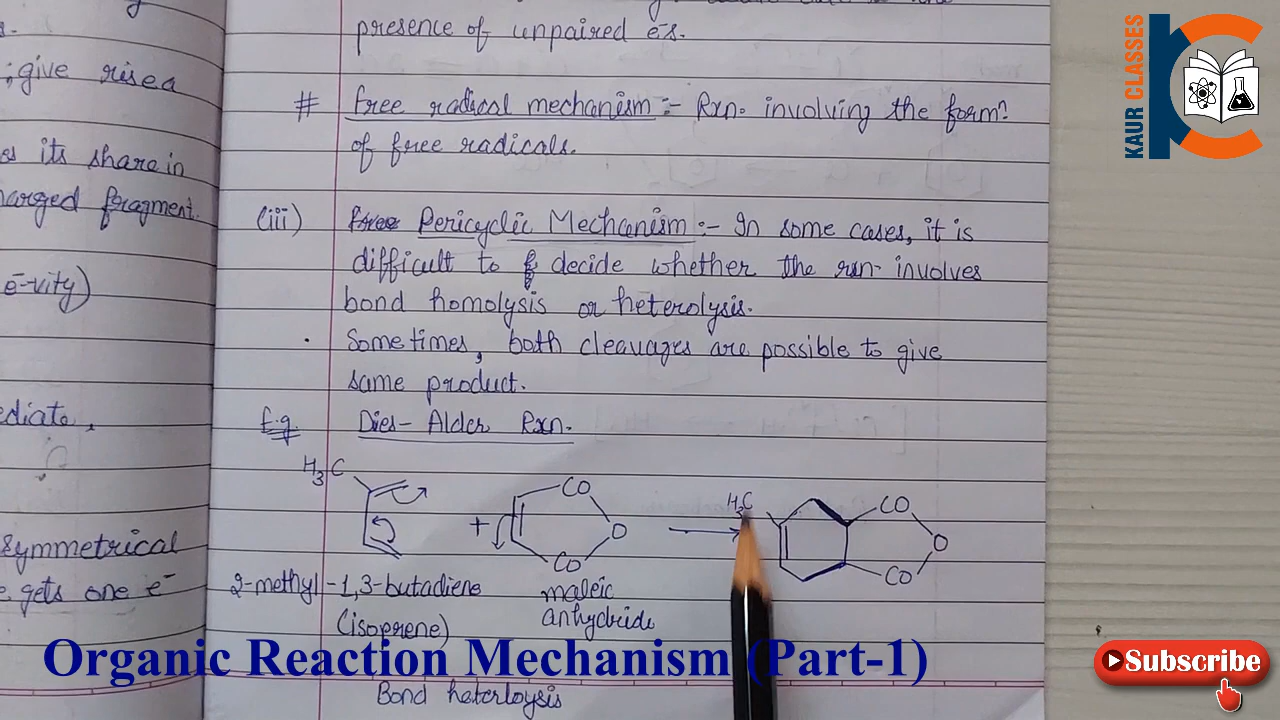 presence of unpaired e̅s.
s.
; give rise a
# free radical mechanism :- Rxn. involving the formⁿ
of free radicals.
es its share in
harged fragment.
(iii) free Pericyclic Mechanism :- In some cases, it is
difficult to decide whether the rxn- involves
e̅-vity)
bond homolysis or heterolysis.
. Sometimes, both cleavages are possible to give
same product.
ediate,
E.g. Dies- Alder Rxn.
H₃C
CO
O
CO
+
H₃C
CO
O
CO
symmetrical
e gets one e⁻
2-methyl-1,3-butadiene maleic
(isoprene) anhydride
Bond heterloysis
KAUR CLASSES
Organic Reaction Mechanism (Part-1)
Subscribe